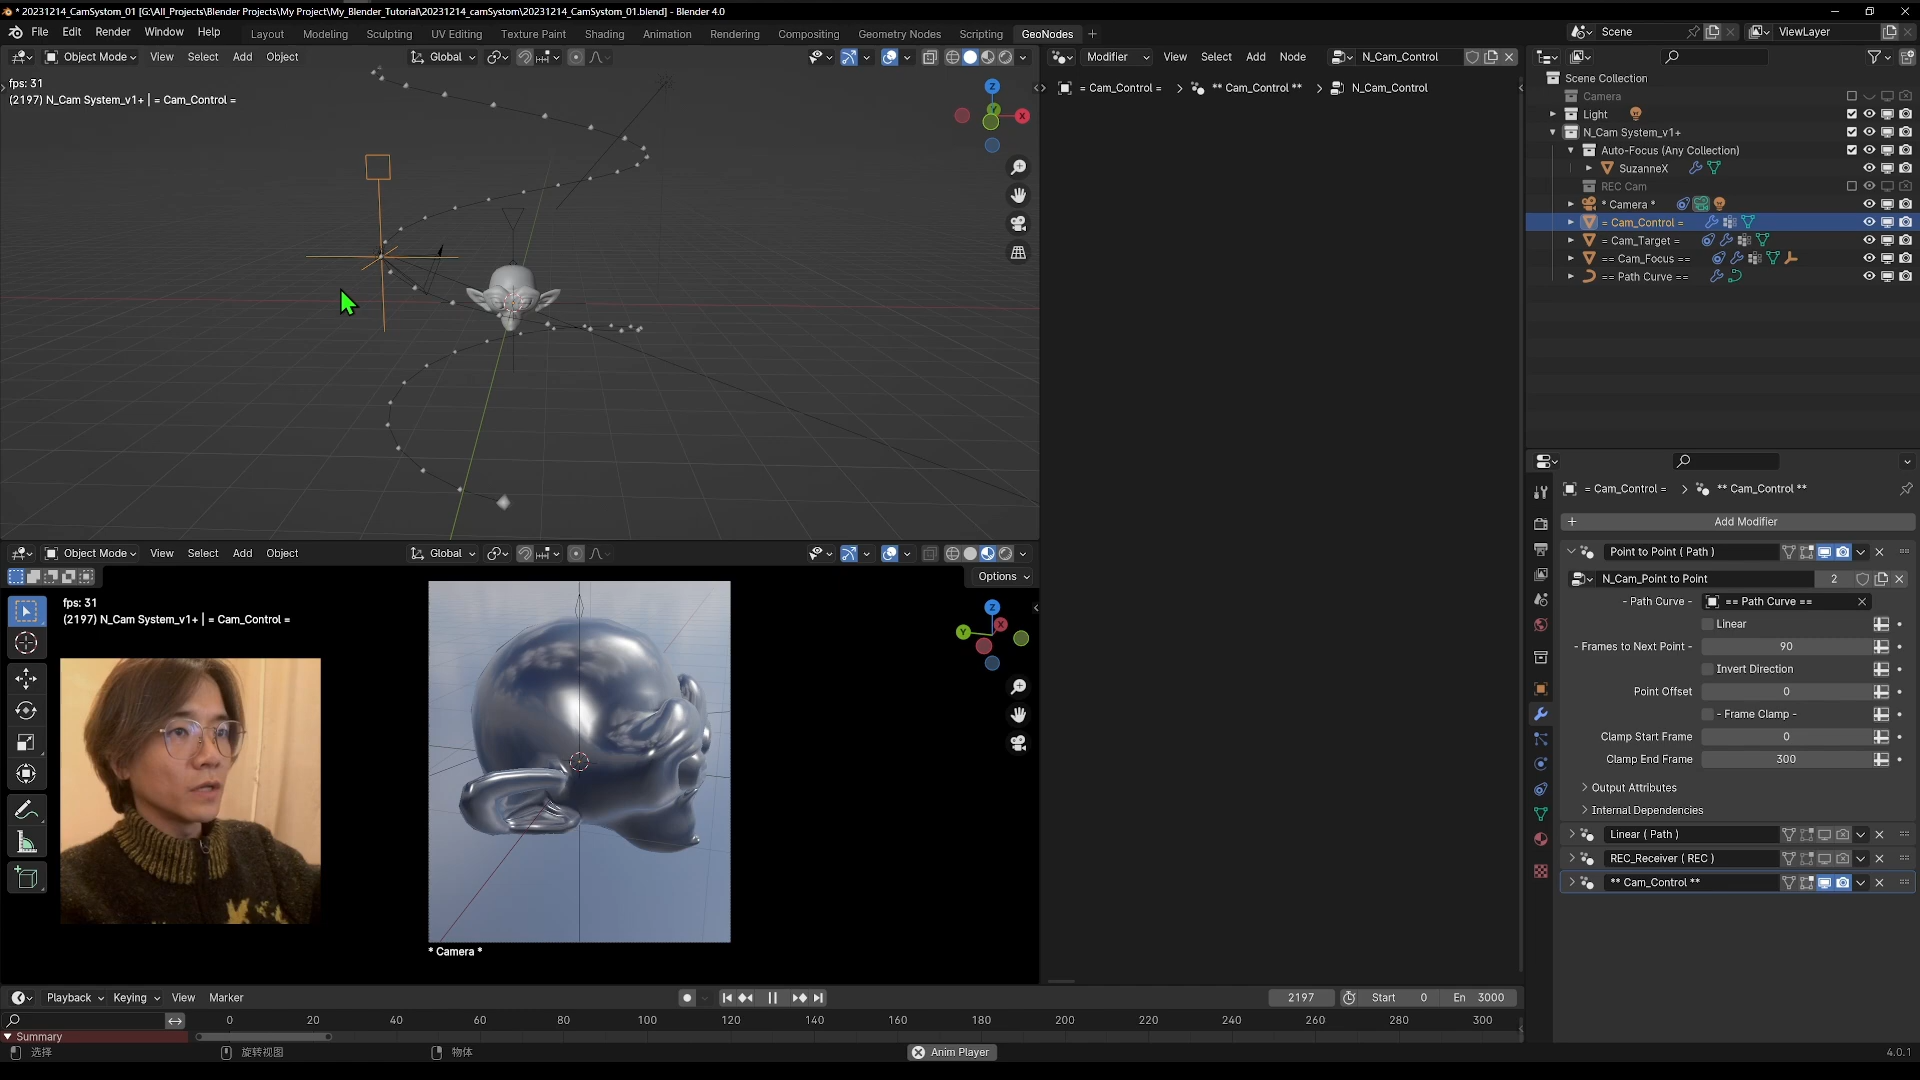 * 20231214_CamSystom_01 [G:\All_Projects\Blender Projects\My Project\My_Blender_Tutorial\20231214_camSystom\20231214_CamSystom_01.blend] - Blender 4.0
File Edit Render Window Help Layout Modeling Sculpting UV Editing Texture Paint Shading Animation Rendering Compositing Geometry Nodes Scripting GeoNodes + Scene ViewLayer
Object Mode View Select Add Object Global
fps: 31
(2197) N_Cam System_v1+ | = Cam_Control =
Z
Y
X
Modifier View Select Add Node N_Cam_Control
= Cam_Control = > ** Cam_Control ** > N_Cam_Control
Scene Collection
Camera
Light
N_Cam System_v1+
Auto-Focus (Any Collection)
SuzanneX
REC Cam
* Camera *
= Cam_Control =
= Cam_Target =
== Cam_Focus ==
== Path Curve ==
Object Mode View Select Add Object Global
Options
fps: 31
(2197) N_Cam System_v1+ | = Cam_Control =
Z
Y
X
* Camera *
= Cam_Control = > ** Cam_Control **
+ Add Modifier
Point to Point ( Path )
N_Cam_Point to Point 2
- Path Curve - == Path Curve ==
Linear
- Frames to Next Point - 90
Invert Direction
Point Offset 0
- Frame Clamp -
Clamp Start Frame 0
Clamp End Frame 300
> Output Attributes
> Internal Dependencies
Linear ( Path )
REC_Receiver ( REC )
** Cam_Control **
Playback Keying View Marker 2197 Start 0 En 3000
0 20 40 60 80 100 120 140 160 180 200 220 240 260 280 300
Summary
选择 旋转视图 物体 Anim Player 4.0.1